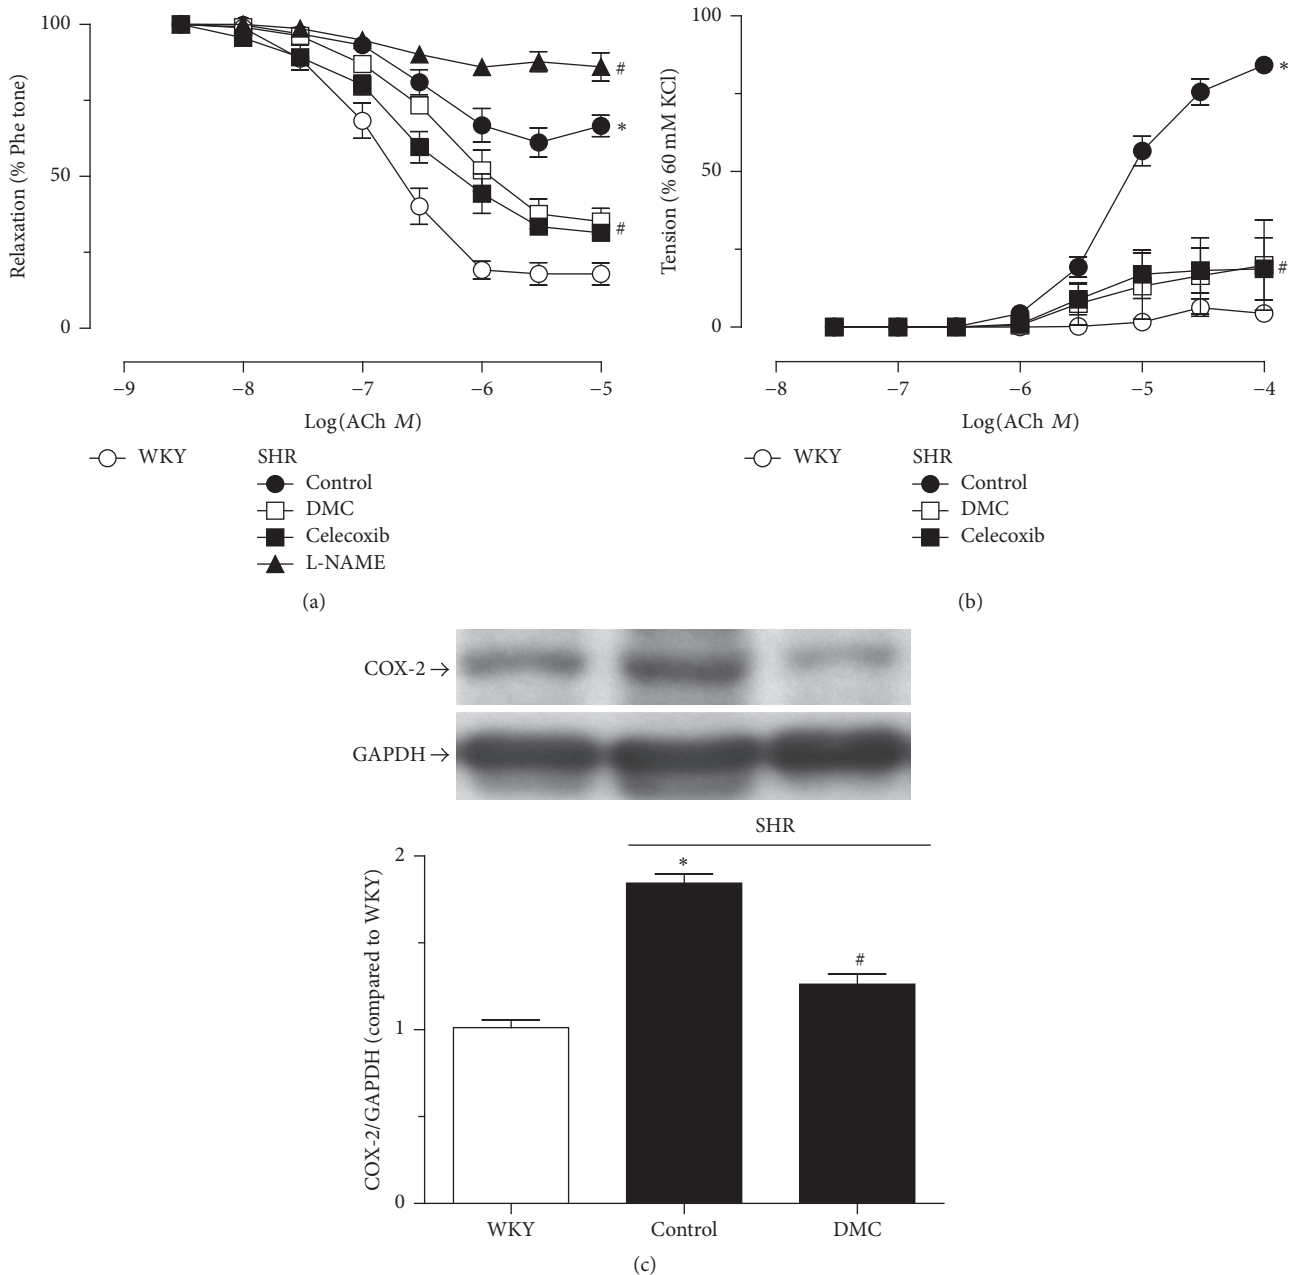 Relaxation (% Phe tone)
100
50
0
−9 −8 −7 −6 −5
Log(ACh M)
#
*
#
WKY
SHR
Control
DMC
Celecoxib
L-NAME
(a)
Tension (% 60 mM KCl)
100
50
0
−8 −7 −6 −5 −4
Log(ACh M)
*
#
WKY
SHR
Control
DMC
Celecoxib
(b)
COX-2→
GAPDH→
SHR
COX-2/GAPDH (compared to WKY)
2
1
0
*
#
WKY Control DMC
(c)